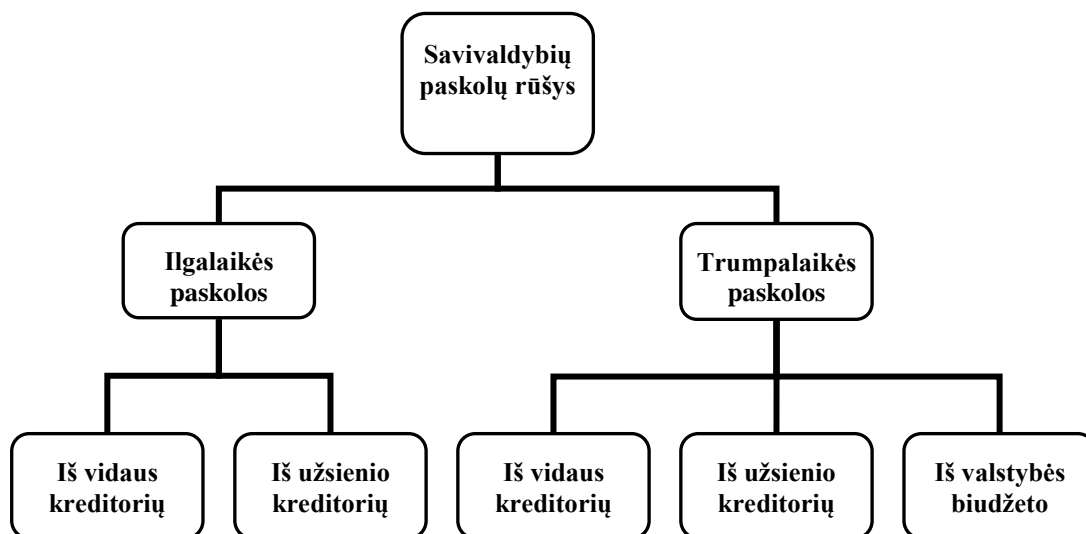 Savivaldybių
paskolų rūšys
Ilgalaikės
paskolos
Trumpalaikės
paskolos
Iš vidaus
kreditorių
Iš užsienio
kreditorių
Iš vidaus
kreditorių
Iš užsienio
kreditorių
Iš valstybės
biudžeto